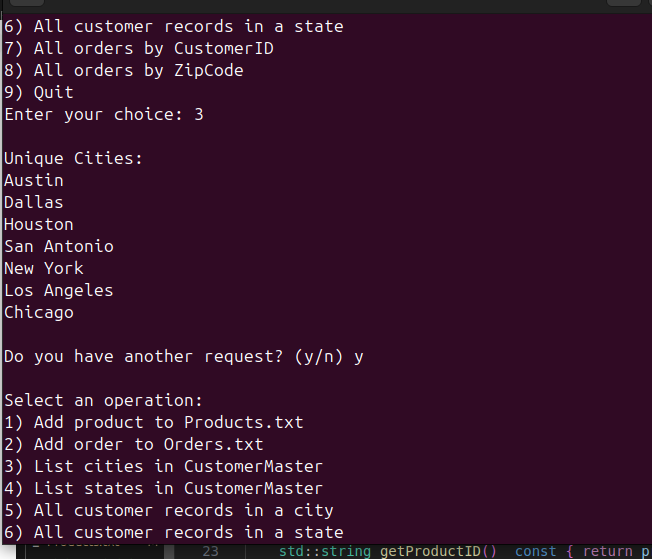 6) All customer records in a state
7) All orders by CustomerID
8) All orders by ZipCode
9) Quit
Enter your choice: 3
Unique Cities:
Austin
Dallas
Houston
San Antonio
New York
Los Angeles
Chicago
Do you have another request? (y/n) y
Select an operation:
1) Add product to Products.txt
2) Add order to Orders.txt
3) List cities in CustomerMaster
4) List states in CustomerMaster
5) All customer records in a city
6) All customer records in a state
23 std::string getProductID() const { return p